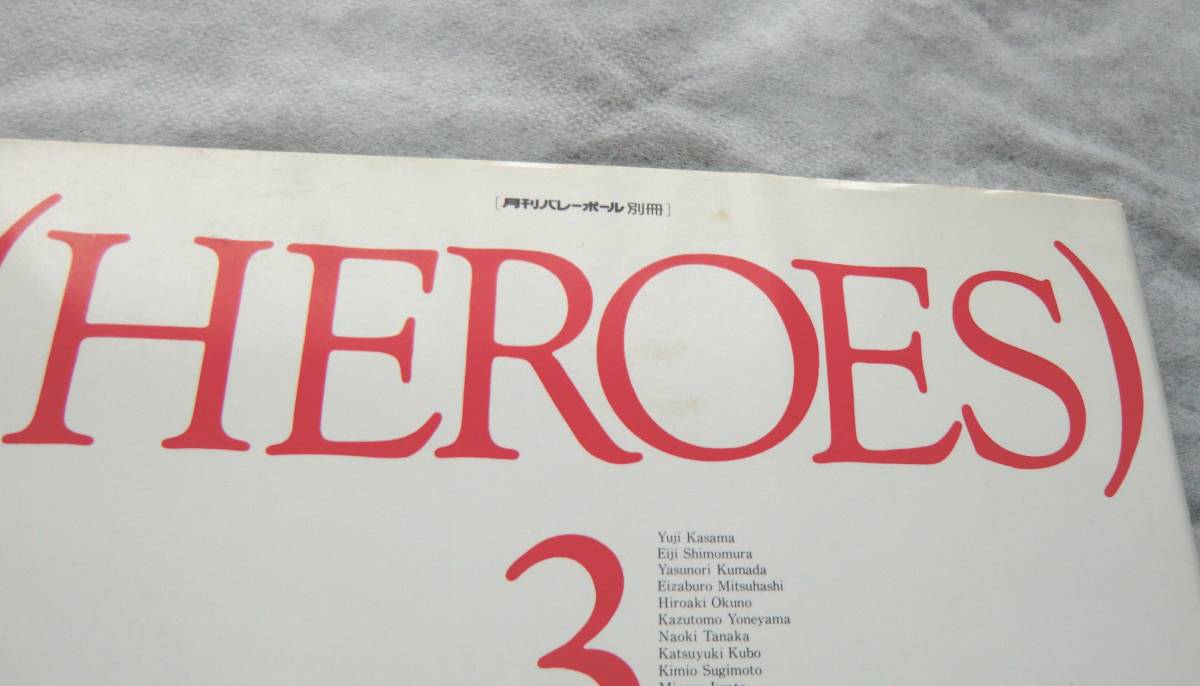 [月刊バレーボール別冊]
(HEROES)
3
Yuji Kasama
Eiji Shimomura
Yasunori Kumada
Eizaburo Mitsuhashi
Hiroaki Okuno
Kazutomo Yoneyama
Naoki Tanaka
Katsuyuki Kubo
Kimio Sugimoto